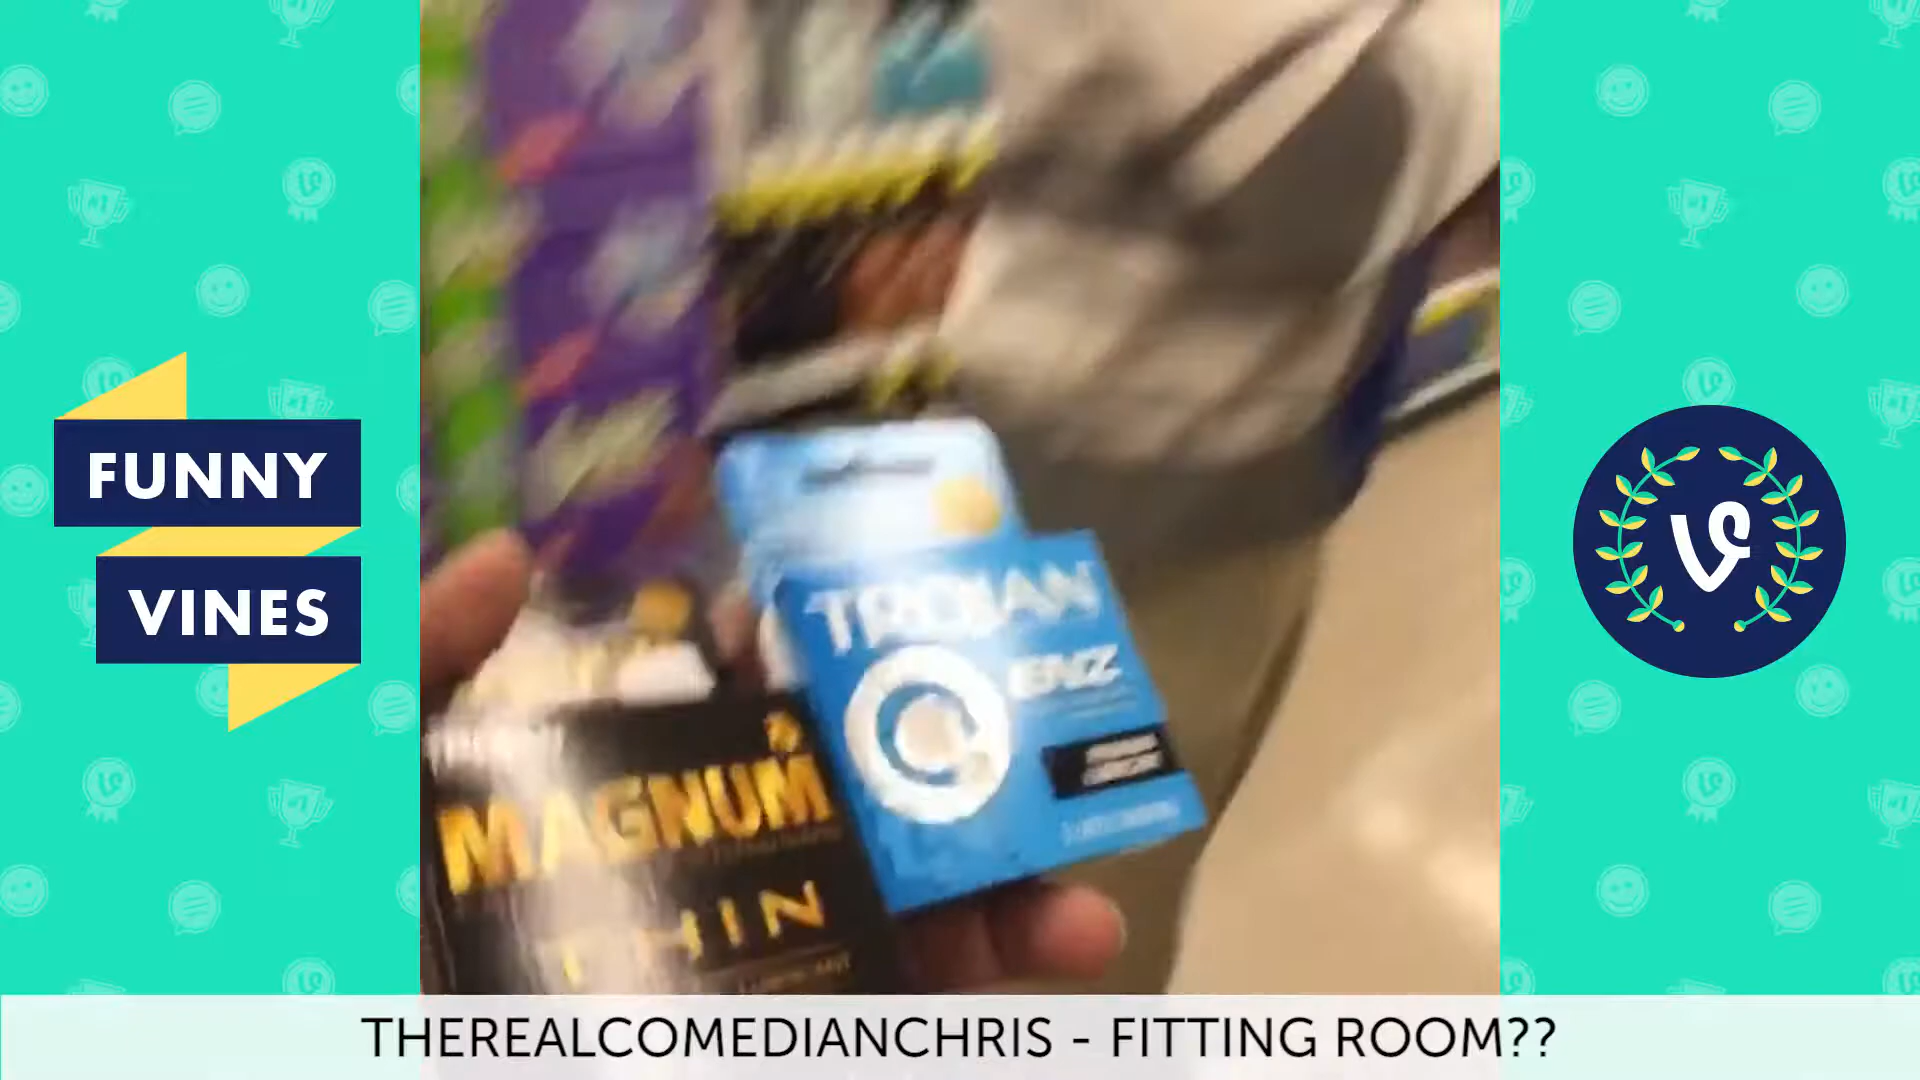 FUNNY
VINES
TROJAN
ENZ
MAGNUM
THIN
THEREALCOMEDIANCHRIS - FITTING ROOM??